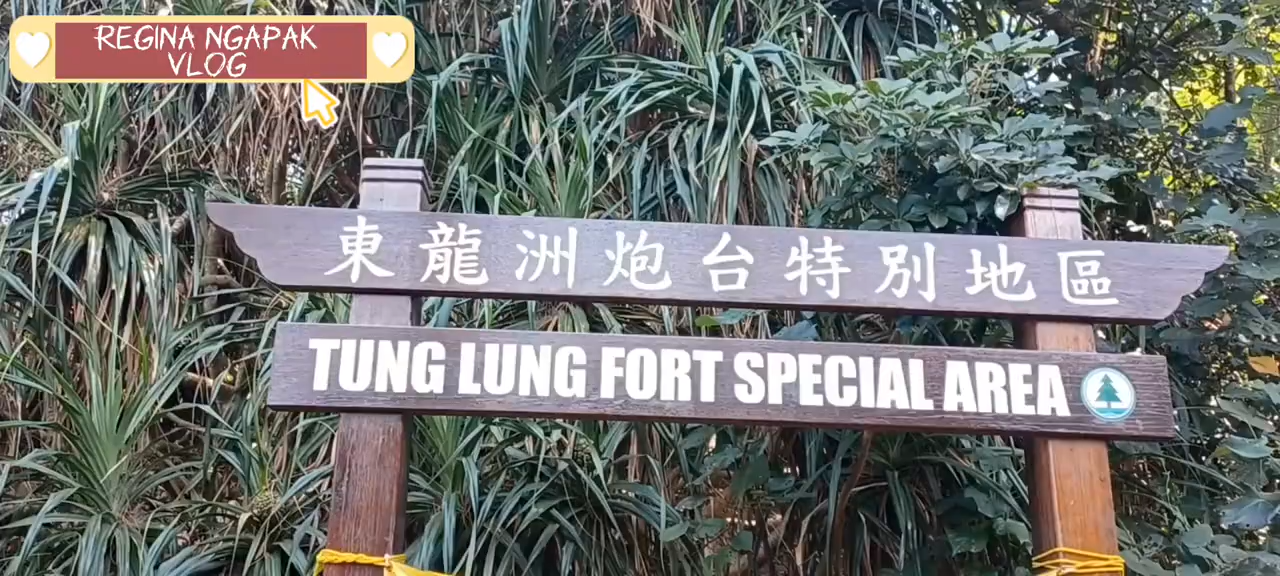 REGINA NGAPAK
VLOG
東龍洲炮台特別地區
TUNG LUNG FORT SPECIAL AREA